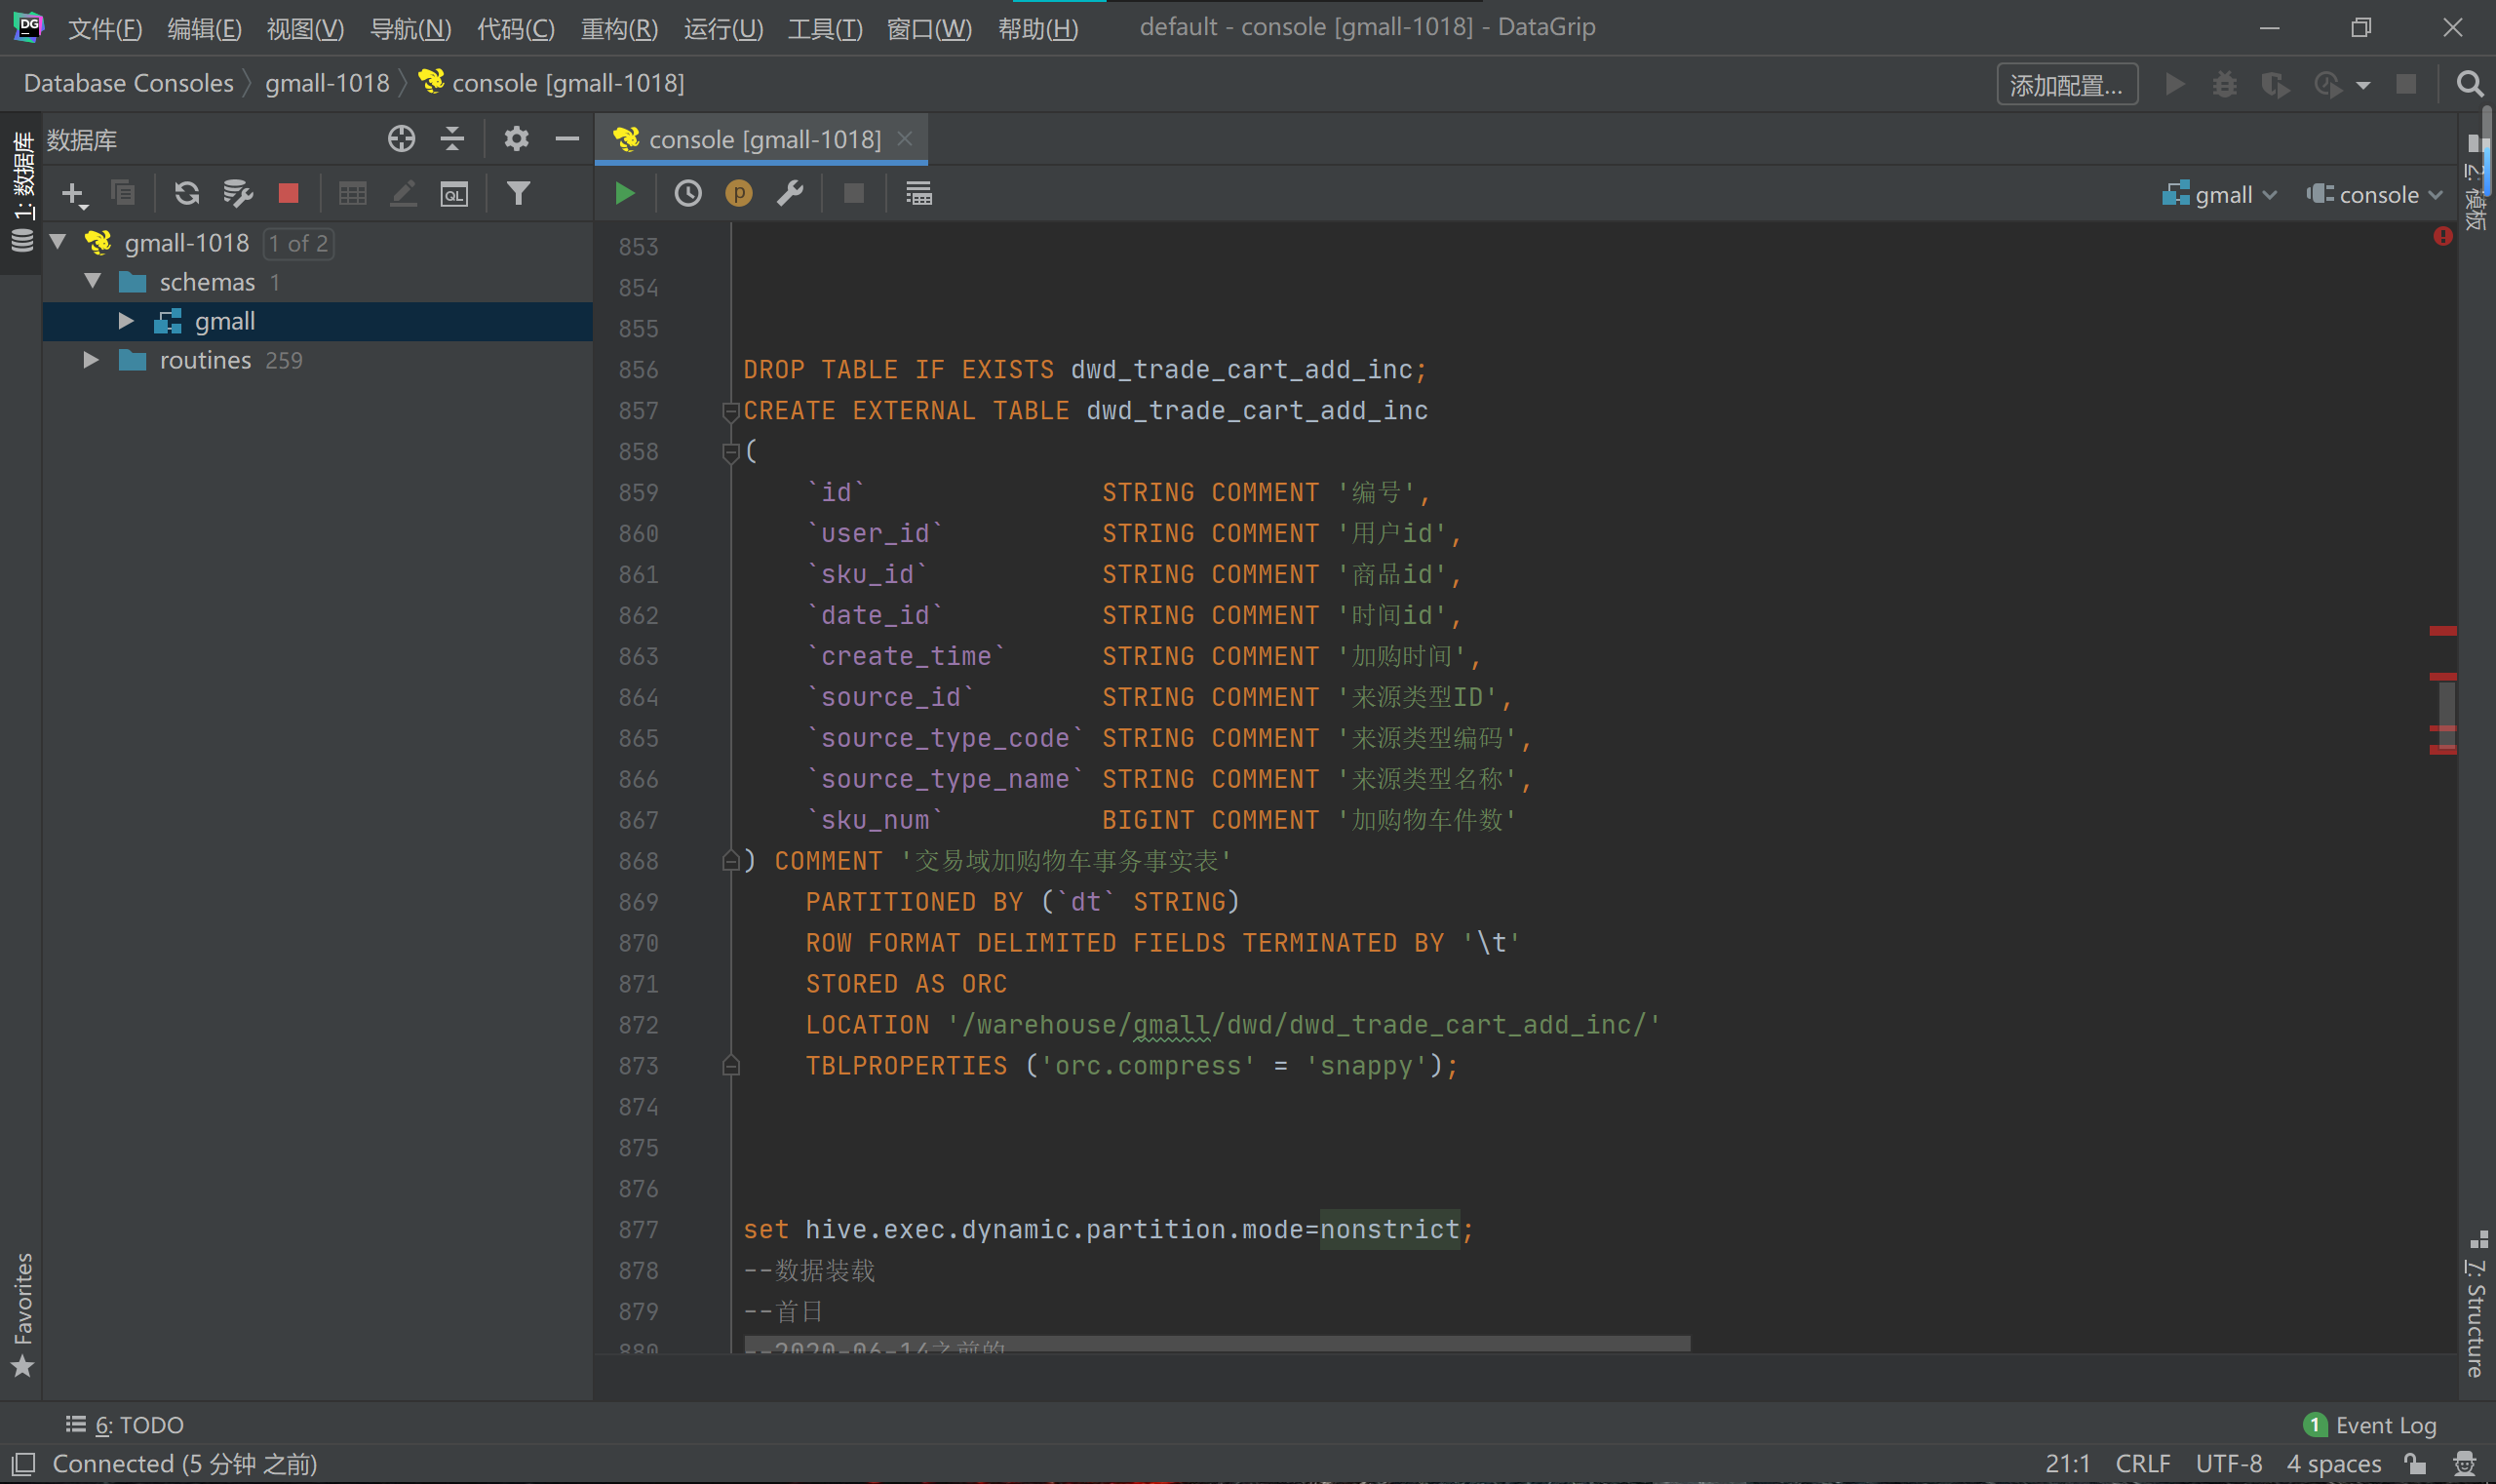 DG 文件(F) 编辑(E) 视图(V) 导航(N) 代码(C) 重构(R) 运行(U) 工具(T) 窗口(W) 帮助(H) default - console [gmall-1018] - DataGrip
Database Consoles gmall-1018 console [gmall-1018] 添加配置...
数据库
console [gmall-1018]
gmall console
1: 数据库
2: 模板
gmall-1018 1 of 2
schemas 1
gmall
routines 259
853
854
855
856 DROP TABLE IF EXISTS dwd_trade_cart_add_inc;
857 CREATE EXTERNAL TABLE dwd_trade_cart_add_inc
858 (
859 `id` STRING COMMENT '编号',
860 `user_id` STRING COMMENT '用户id',
861 `sku_id` STRING COMMENT '商品id',
862 `date_id` STRING COMMENT '时间id',
863 `create_time` STRING COMMENT '加购时间',
864 `source_id` STRING COMMENT '来源类型ID',
865 `source_type_code` STRING COMMENT '来源类型编码',
866 `source_type_name` STRING COMMENT '来源类型名称',
867 `sku_num` BIGINT COMMENT '加购物车件数'
868 ) COMMENT '交易域加购物车事务事实表'
869 PARTITIONED BY (`dt` STRING)
870 ROW FORMAT DELIMITED FIELDS TERMINATED BY '\t'
871 STORED AS ORC
872 LOCATION '/warehouse/gmall/dwd/dwd_trade_cart_add_inc/'
873 TBLPROPERTIES ('orc.compress' = 'snappy');
874
875
876
877 set hive.exec.dynamic.partition.mode=nonstrict;
878 --数据装载
879 --首日
880 --2020-06-14之前的
Favorites
7: Structure
6: TODO
1 Event Log
Connected (5 分钟 之前) 21:1 CRLF UTF-8 4 spaces